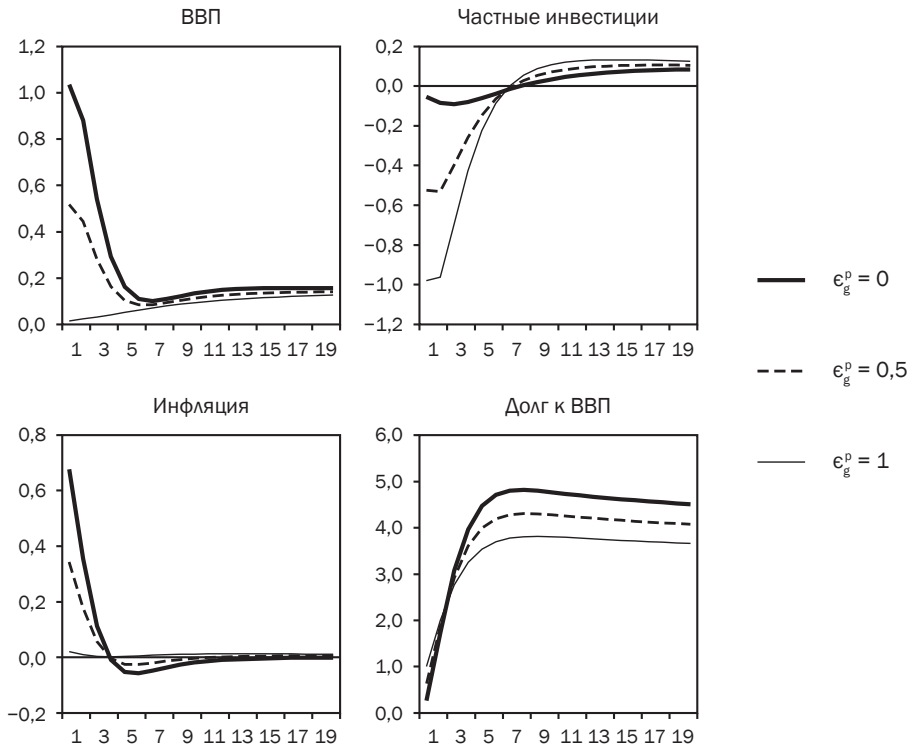 ВВП
1,2
1,0
0,8
0,6
0,4
0,2
0,0
1 3 5 7 9 11 13 15 17 19
Частные инвестиции
0,2
0,0
−0,2
−0,4
−0,6
−0,8
−1,0
−1,2
1 3 5 7 9 11 13 15 17 19
Инфляция
0,8
0,6
0,4
0,2
0,0
−0,2
1 3 5 7 9 11 13 15 17 19
Долг к ВВП
6,0
5,0
4,0
3,0
2,0
1,0
0,0
1 3 5 7 9 11 13 15 17 19
ϵᵖg = 0
ϵᵖg = 0,5
ϵᵖg = 1